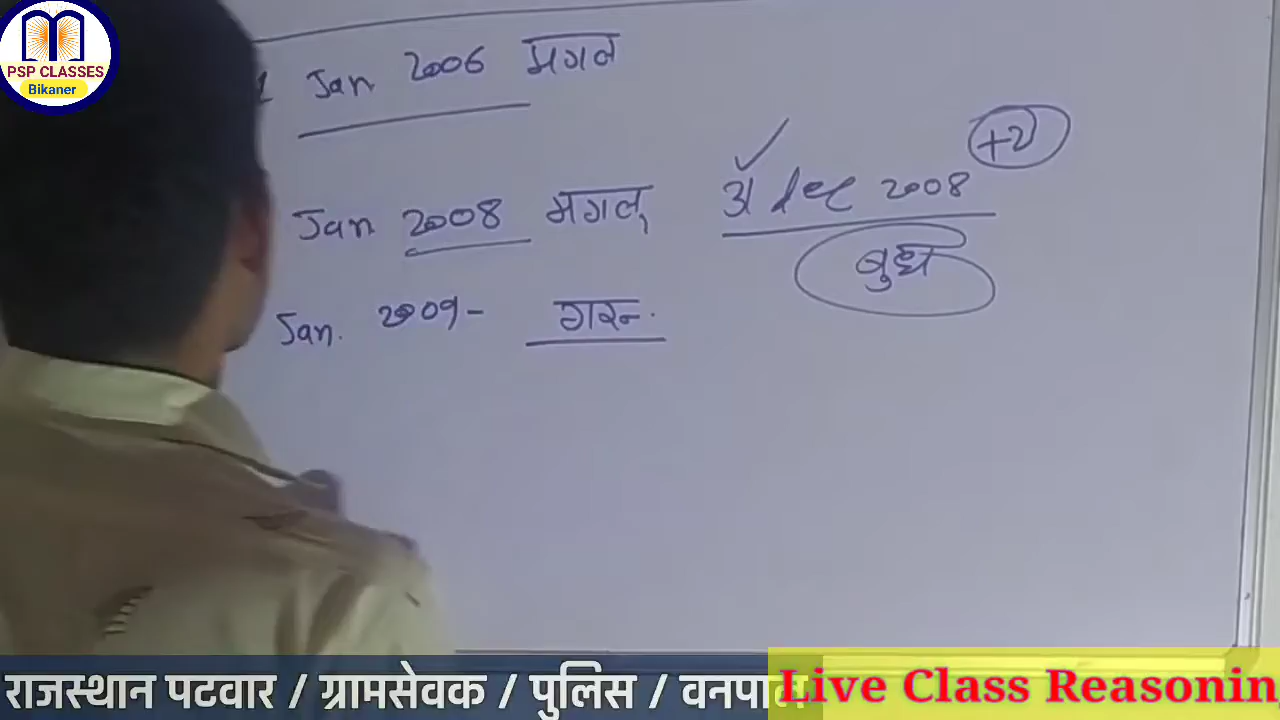 PSP CLASSES
Bikaner
1 Jan 2006 मंगल
Jan 2008 मंगल
31 dec 2008 +2
बुध
Jan. 2009 -
राजस्थान पटवार / ग्रामसेवक / पुलिस / वनपाल
Live Class Reasonin